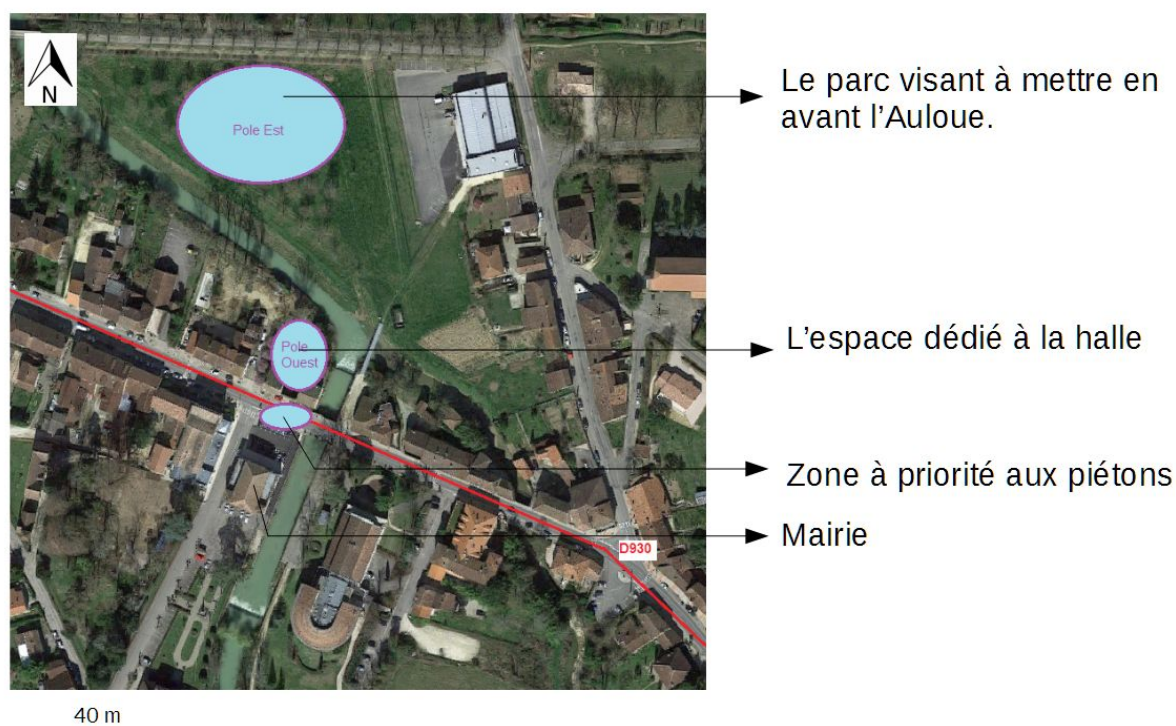 N
Pole Est
Le parc visant à mettre en
avant l'Auloue.
Pole
Ouest
L'espace dédié à la halle
Zone à priorité aux piétons
Mairie
D930
40 m